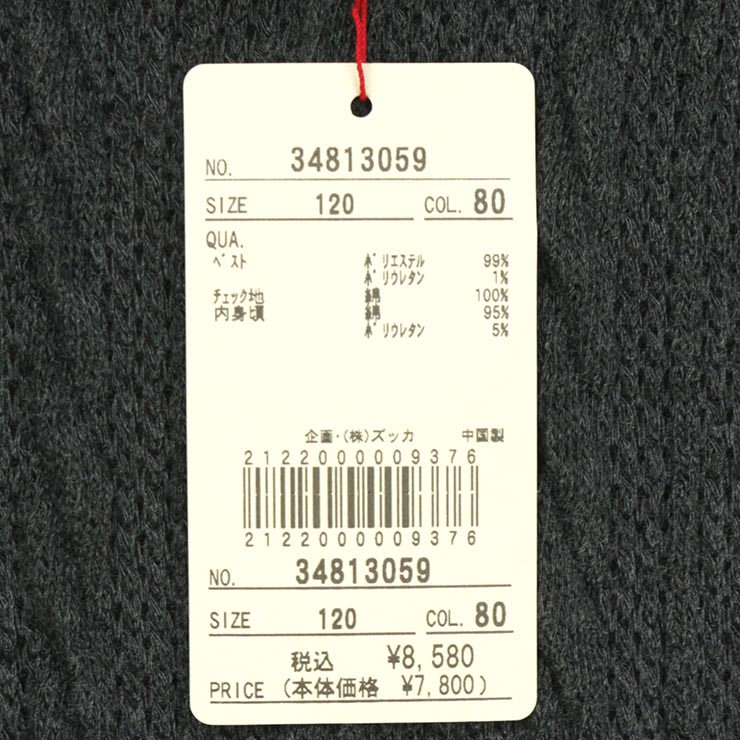 NO. 34813059
SIZE 120 COL. 80
QUA.
ベスト ポリエステル 99%
ポリウレタン 1%
チェック地 綿 100%
内身頃 綿 95%
ポリウレタン 5%
企画・(株)ズッカ 中国製
2122000009376
2122000009376
NO. 34813059
SIZE 120 COL. 80
税込 ¥8,580
PRICE (本体価格 ¥7,800)